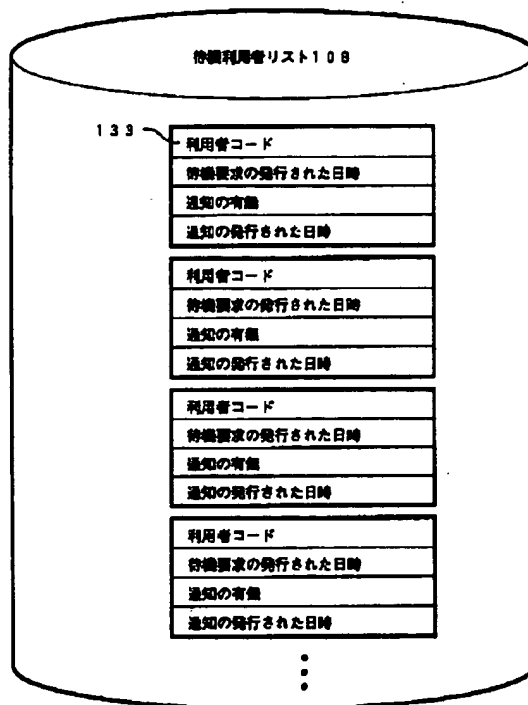 待機利用者リスト108
133
利用者コード
待機要求の発行された日時
通知の有無
通知の発行された日時
利用者コード
待機要求の発行された日時
通知の有無
通知の発行された日時
利用者コード
待機要求の発行された日時
通知の有無
通知の発行された日時
利用者コード
待機要求の発行された日時
通知の有無
通知の発行された日時